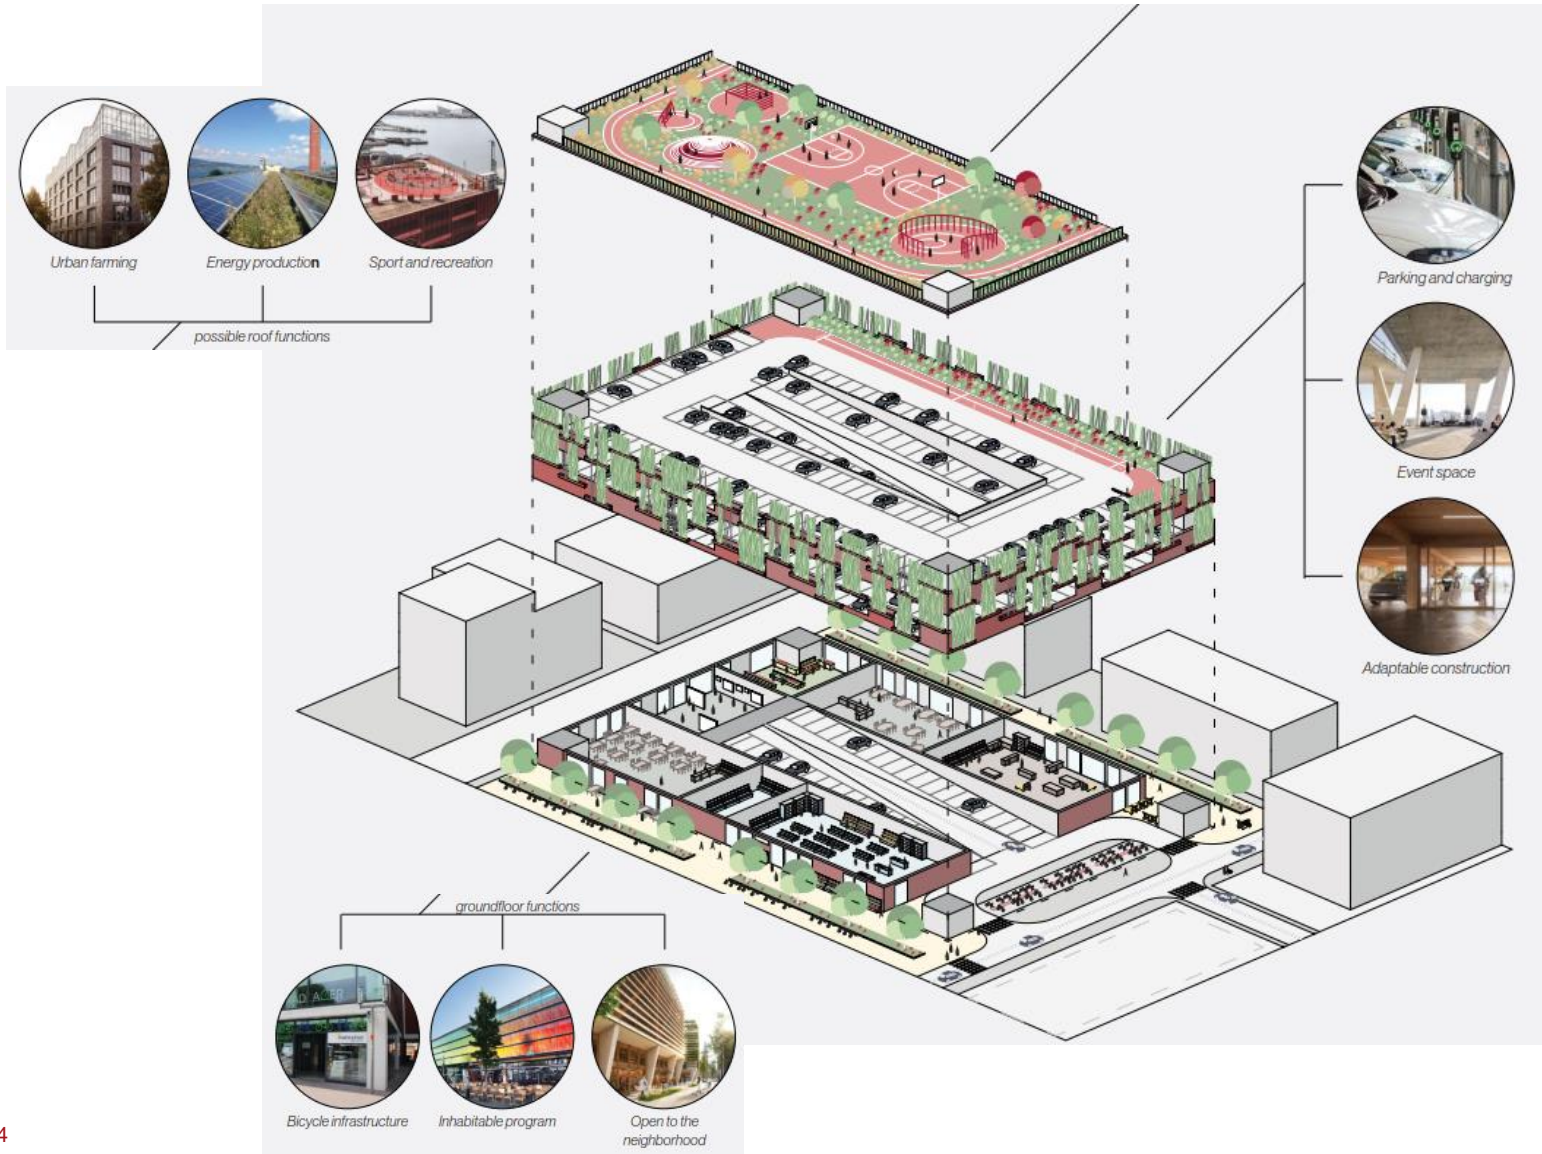 Urban farming
Energy production
Sport and recreation
possible roof functions
Parking and charging
Event space
Adaptable construction
groundfloor functions
Bicycle infrastructure
Inhabitable program
Open to the
neighborhood
4